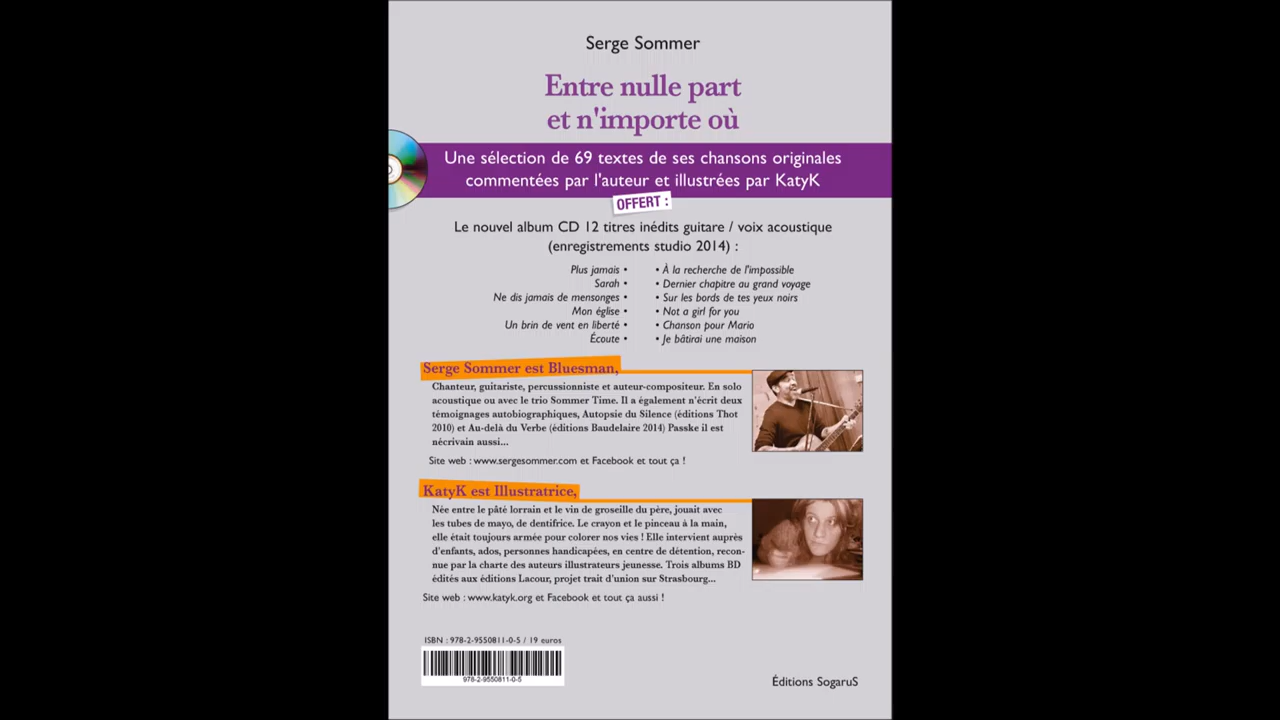 Serge Sommer
Entre nulle part
et n'importe où
Une sélection de 69 textes de ses chansons originales
commentées par l'auteur et illustrées par KatyK
OFFERT :
Le nouvel album CD 12 titres inédits guitare / voix acoustique
(enregistrements studio 2014) :
Plus jamais •
Sarah •
Ne dis jamais de mensonges •
Mon église •
Un brin de vent en liberté •
Écoute •
• À la recherche de l'impossible
• Dernier chapitre au grand voyage
• Sur les bords de tes yeux noirs
• Not a girl for you
• Chanson pour Mario
• Je bâtirai une maison
Serge Sommer est Bluesman,
Chanteur, guitariste, percussionniste et auteur-compositeur. En solo
acoustique ou avec le trio Sommer Time. Il a également n'écrit deux
témoignages autobiographiques, Autopsie du Silence (éditions Thot
2010) et Au-delà du Verbe (éditions Baudelaire 2014) Passke il est
nécrivain aussi...
Site web : www.sergesommer.com et Facebook et tout ça !
KatyK est Illustratrice,
Née entre le pâté lorrain et le vin de groseille du père, jouait avec
les tubes de mayo, de dentifrice. Le crayon et le pinceau à la main,
elle était toujours armée pour colorer nos vies ! Elle intervient auprès
d'enfants, ados, personnes handicapées, en centre de détention, recon-
nue par la charte des auteurs illustrateurs jeunesse. Trois albums BD
édités aux éditions Lacour, projet trait d'union sur Strasbourg...
Site web : www.katyk.org et Facebook et tout ça aussi !
ISBN : 978-2-9550811-0-5 / 19 euros
978-2-9550811-0-5
Éditions SogaruS